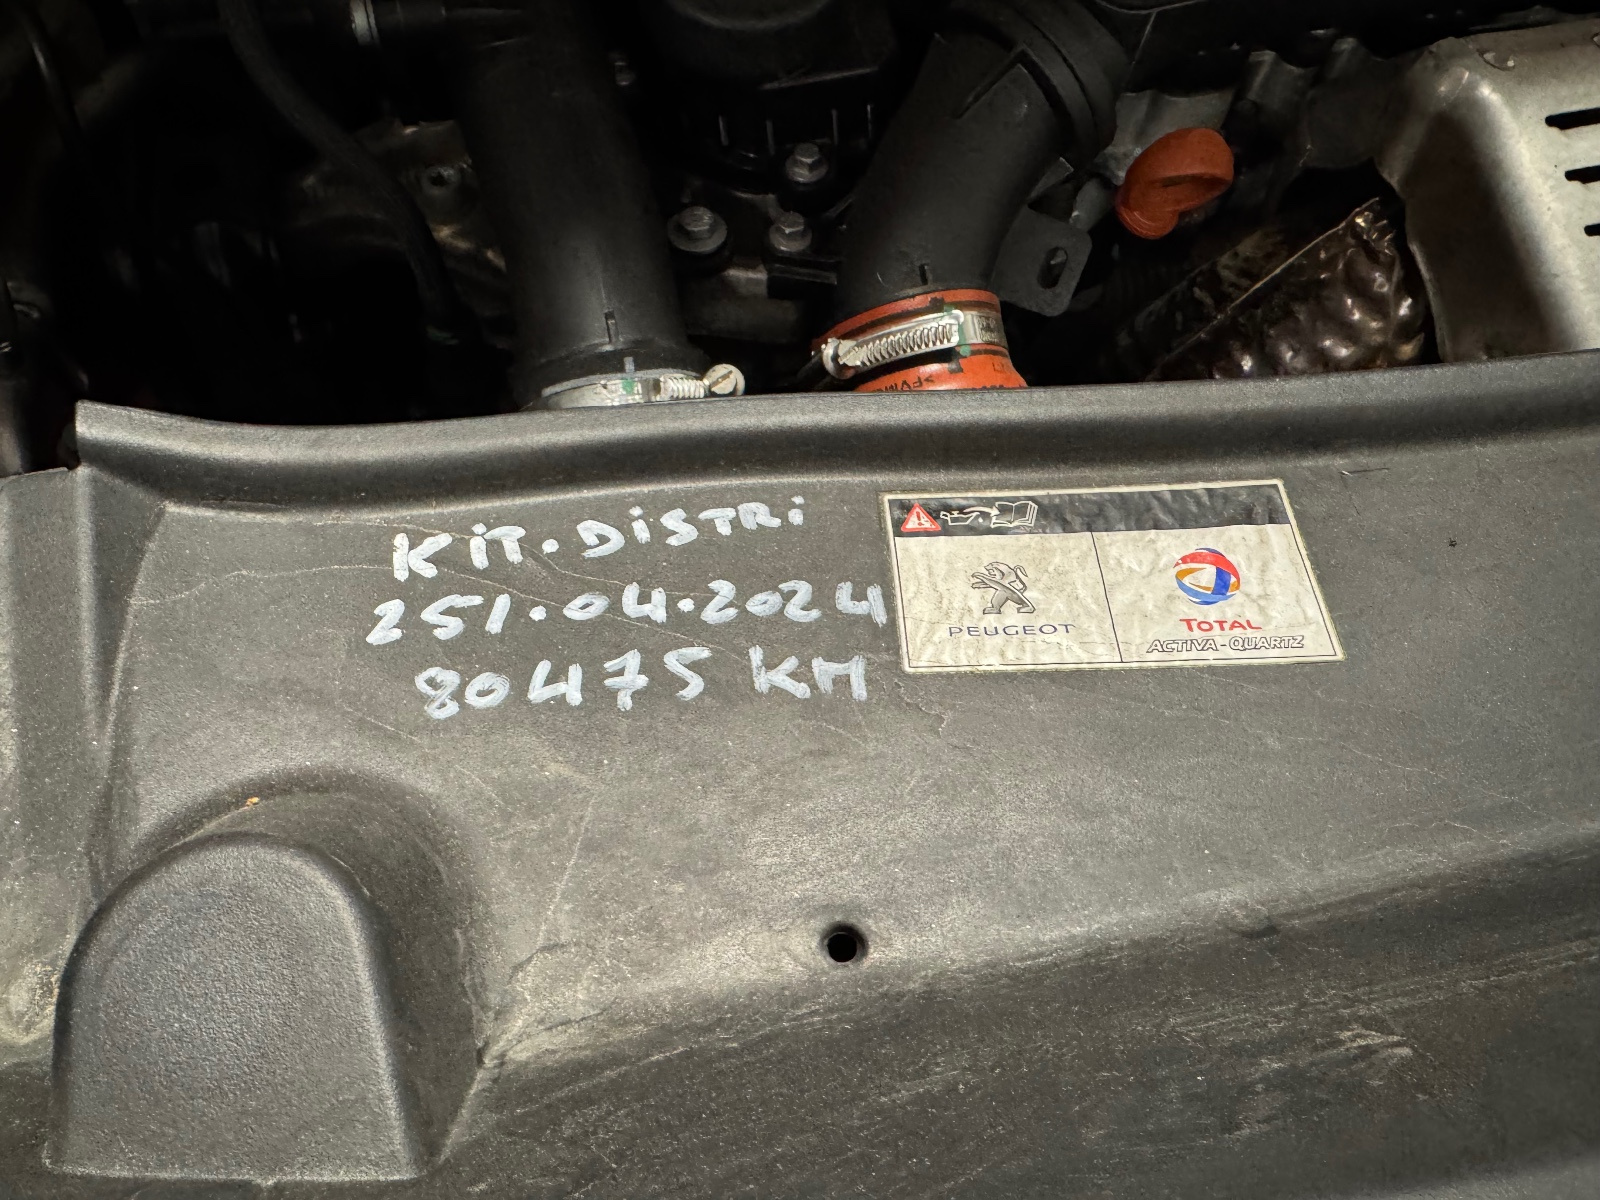 KiT. DiSTRi
251.04.2024
80475 KM
PEUGEOT
TOTAL
ACTIVA-QUARTZ